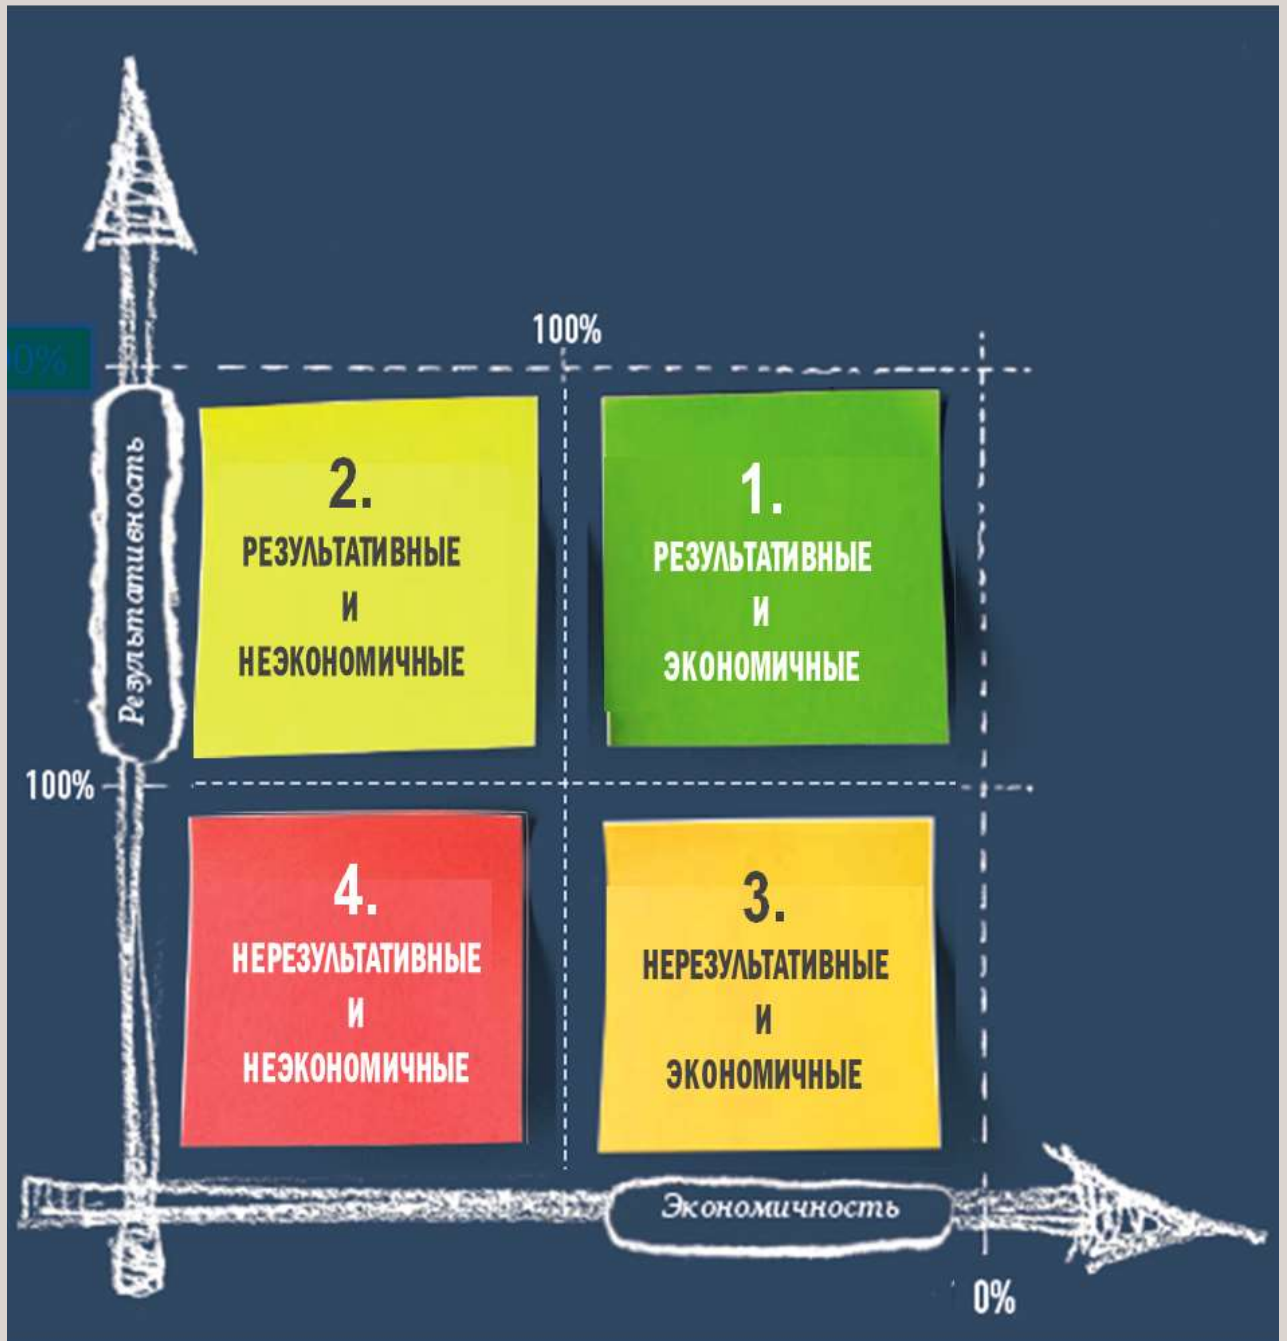 100%
0%
2.
РЕЗУЛЬТАТИВНЫЕ
И
НЕЭКОНОМИЧНЫЕ
1.
РЕЗУЛЬТАТИВНЫЕ
И
ЭКОНОМИЧНЫЕ
Результативность
100%
4.
НЕРЕЗУЛЬТАТИВНЫЕ
И
НЕЭКОНОМИЧНЫЕ
3.
НЕРЕЗУЛЬТАТИВНЫЕ
И
ЭКОНОМИЧНЫЕ
Экономичность
0%